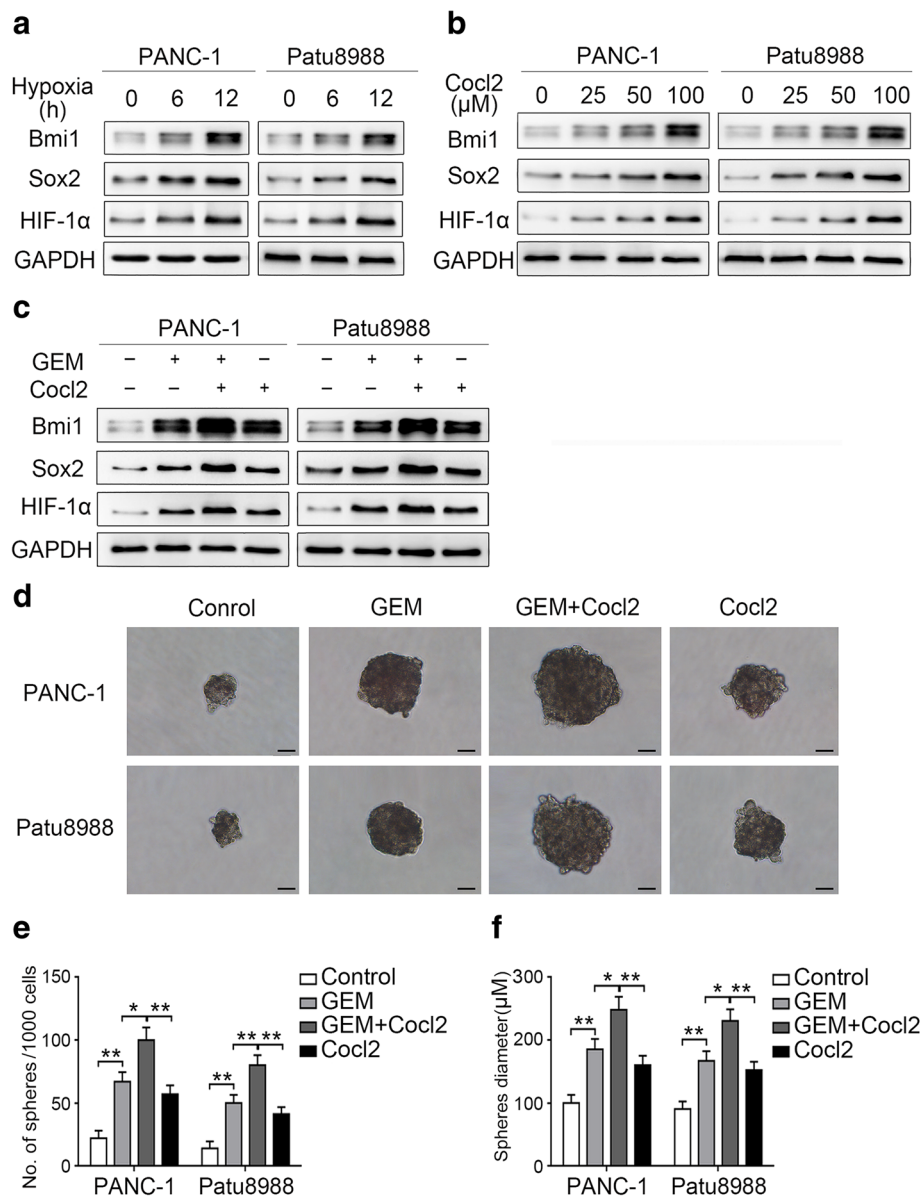 a
PANC-1 Patu8988
Hypoxia
(h)
0 6 12 0 6 12
Bmi1
Sox2
HIF-1α
GAPDH
b
PANC-1 Patu8988
Cocl2
(μM)
0 25 50 100 0 25 50 100
Bmi1
Sox2
HIF-1α
GAPDH
c
PANC-1 Patu8988
GEM − + + − − + + −
Cocl2 − − + + − − + +
Bmi1
Sox2
HIF-1α
GAPDH
d
Conrol GEM GEM+Cocl2 Cocl2
PANC-1
Patu8988
e
No. of spheres /1000 cells
150
100
50
0
** * ** ** ** **
PANC-1 Patu8988
Control
GEM
GEM+Cocl2
Cocl2
f
Spheres diameter(μM)
300
200
100
0
** * ** ** * **
PANC-1 Patu8988
Control
GEM
GEM+Cocl2
Cocl2